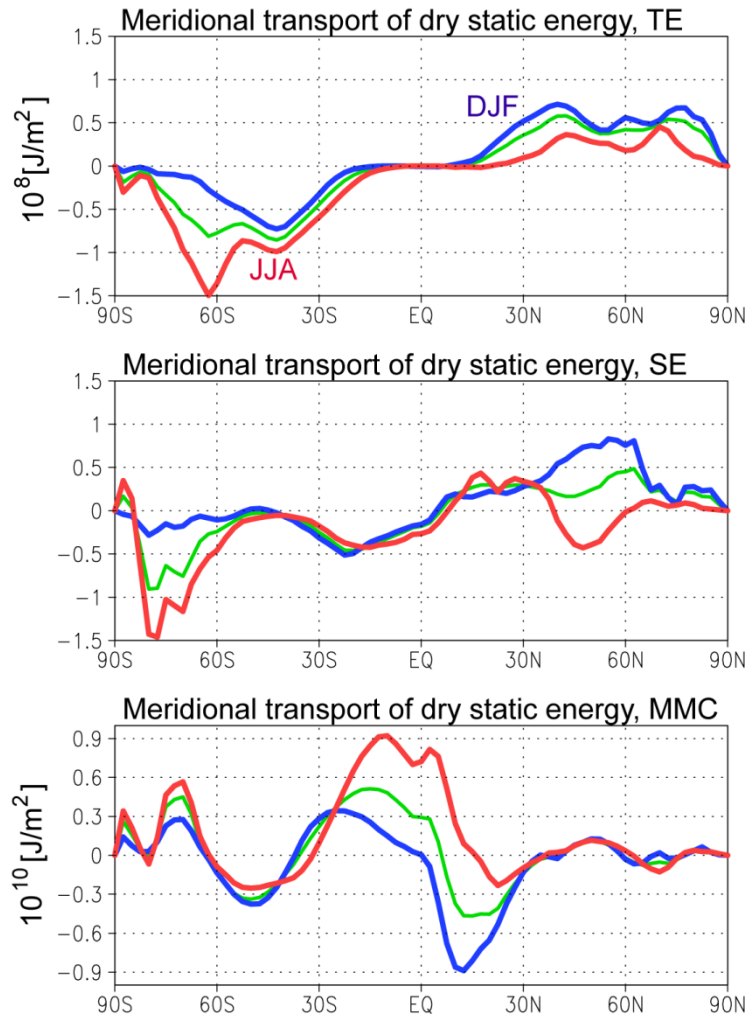 Meridional transport of dry static energy, TE
1.5
1
0.5
0
−0.5
−1
−1.5
10⁸[J/m²]
DJF
JJA
90S 60S 30S EQ 30N 60N 90N
Meridional transport of dry static energy, SE
1.5
1
0.5
0
−0.5
−1
−1.5
90S 60S 30S EQ 30N 60N 90N
Meridional transport of dry static energy, MMC
0.9
0.6
0.3
0
−0.3
−0.6
−0.9
10¹⁰[J/m²]
90S 60S 30S EQ 30N 60N 90N